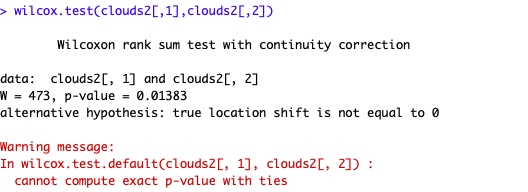 > wilcox.test(clouds2[,1],clouds2[,2])
Wilcoxon rank sum test with continuity correction
data:  clouds2[, 1] and clouds2[, 2]
W = 473, p-value = 0.01383
alternative hypothesis: true location shift is not equal to 0
Warning message:
In wilcox.test.default(clouds2[, 1], clouds2[, 2]) :
cannot compute exact p-value with ties